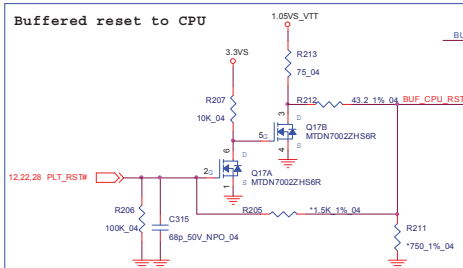 Buffered reset to CPU
1.05VS_VTT
BU
3.3VS
R213
75_04
R207
10K_04
R212
43.2_1%_04
BUF_CPU_RST
3
D
5
G
Q17B
MTDN7002ZHS6R
S
4
6
D
12,22,28 PLT_RST#
2
G
Q17A
MTDN7002ZHS6R
S
1
R205
*1.5K_1%_04
R206
100K_04
C315
68p_50V_NPO_04
R211
*750_1%_04